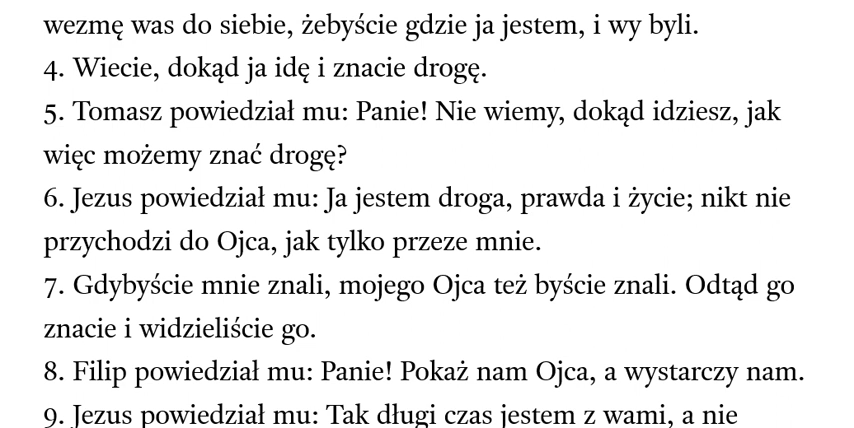 wezmę was do siebie, żebyście gdzie ja jestem, i wy byli.
4. Wiecie, dokąd ja idę i znacie drogę.
5. Tomasz powiedział mu: Panie! Nie wiemy, dokąd idziesz, jak
więc możemy znać drogę?
6. Jezus powiedział mu: Ja jestem droga, prawda i życie; nikt nie
przychodzi do Ojca, jak tylko przeze mnie.
7. Gdybyście mnie znali, mojego Ojca też byście znali. Odtąd go
znacie i widzieliście go.
8. Filip powiedział mu: Panie! Pokaż nam Ojca, a wystarczy nam.
9. Jezus powiedział mu: Tak długi czas jestem z wami, a nie